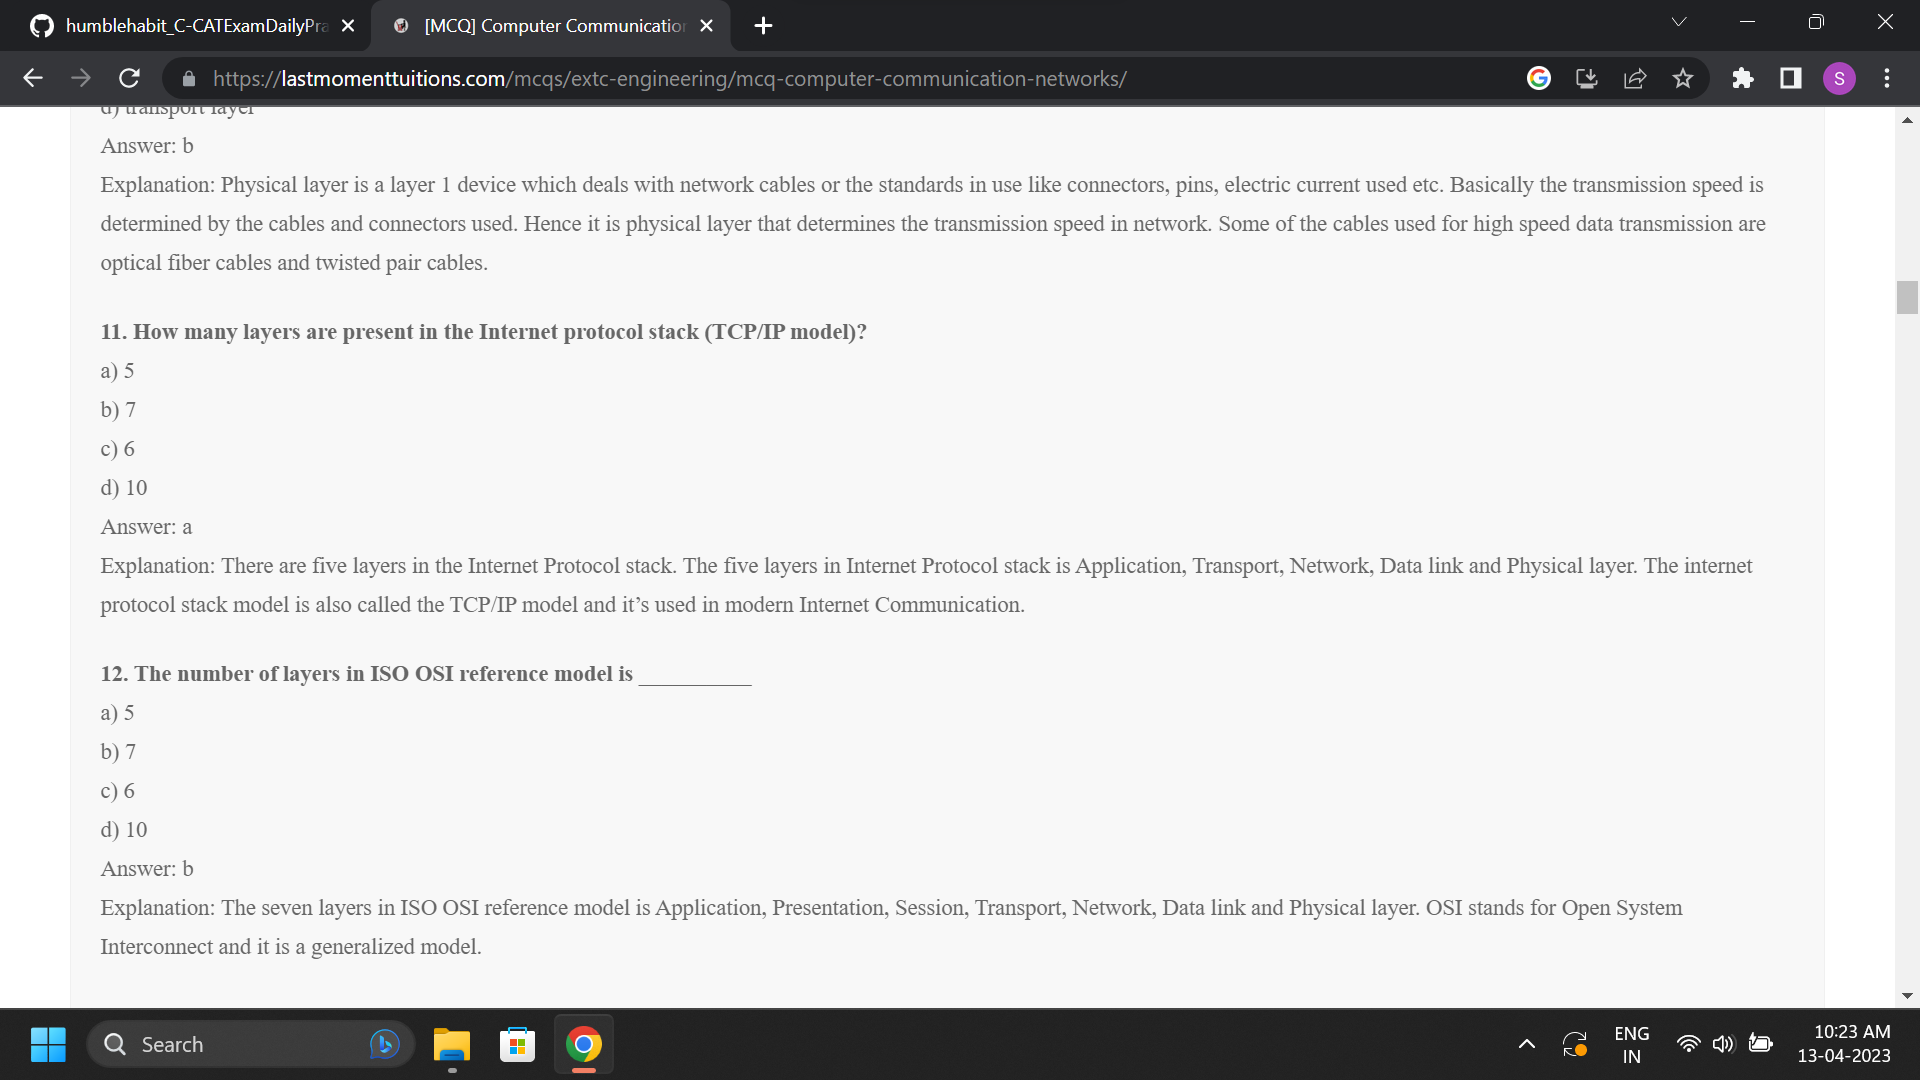 humblehabit_C-CATExamDailyPra
[MCQ] Computer Communication
https://lastmomenttuitions.com/mcqs/extc-engineering/mcq-computer-communication-networks/
S
d) transport layer
Answer: b
Explanation: Physical layer is a layer 1 device which deals with network cables or the standards in use like connectors, pins, electric current used etc. Basically the transmission speed is
determined by the cables and connectors used. Hence it is physical layer that determines the transmission speed in network. Some of the cables used for high speed data transmission are
optical fiber cables and twisted pair cables.
11. How many layers are present in the Internet protocol stack (TCP/IP model)?
a) 5
b) 7
c) 6
d) 10
Answer: a
Explanation: There are five layers in the Internet Protocol stack. The five layers in Internet Protocol stack is Application, Transport, Network, Data link and Physical layer. The internet
protocol stack model is also called the TCP/IP model and it’s used in modern Internet Communication.
12. The number of layers in ISO OSI reference model is __________
a) 5
b) 7
c) 6
d) 10
Answer: b
Explanation: The seven layers in ISO OSI reference model is Application, Presentation, Session, Transport, Network, Data link and Physical layer. OSI stands for Open System
Interconnect and it is a generalized model.
Search
ENG
IN
10:23 AM
13-04-2023